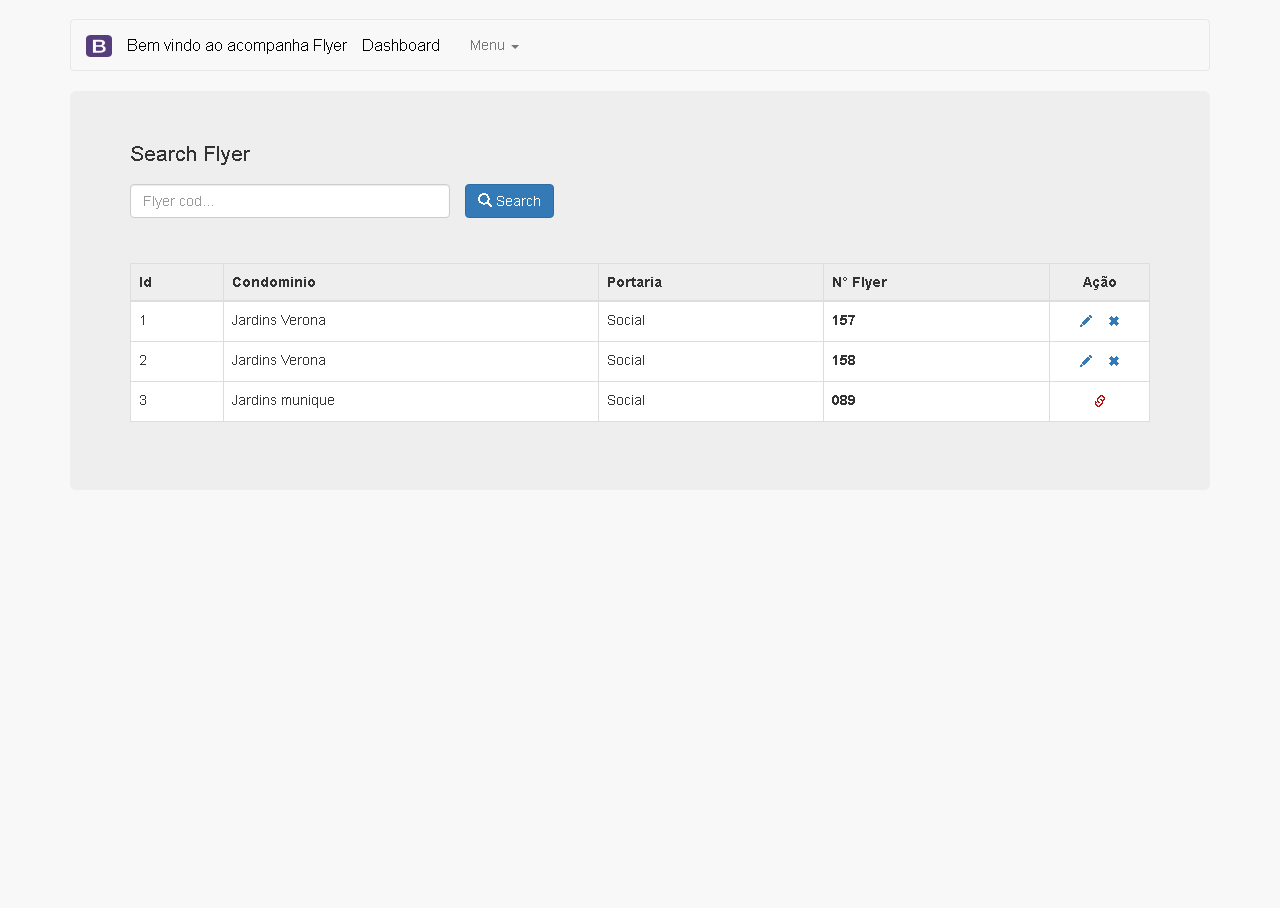 B Bem vindo ao acompanha Flyer Dashboard Menu
Search Flyer
Flyer cod... Search
Id Condominio Portaria N° Flyer Ação
1 Jardins Verona Social 157
2 Jardins Verona Social 158
3 Jardins munique Social 089